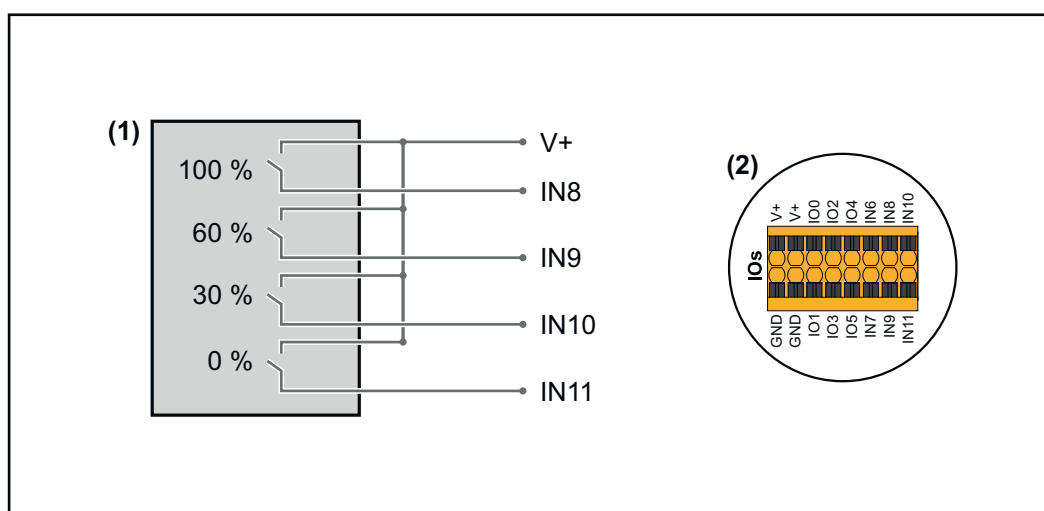 (1)
100 %
60 %
30 %
0 %
V+
IN8
IN9
IN10
IN11
(2)
IOs
V+ V+ IO0 IO2 IO4 IN6 IN8 IN10
GND GND IO1 IO3 IO5 IN7 IN9 IN11